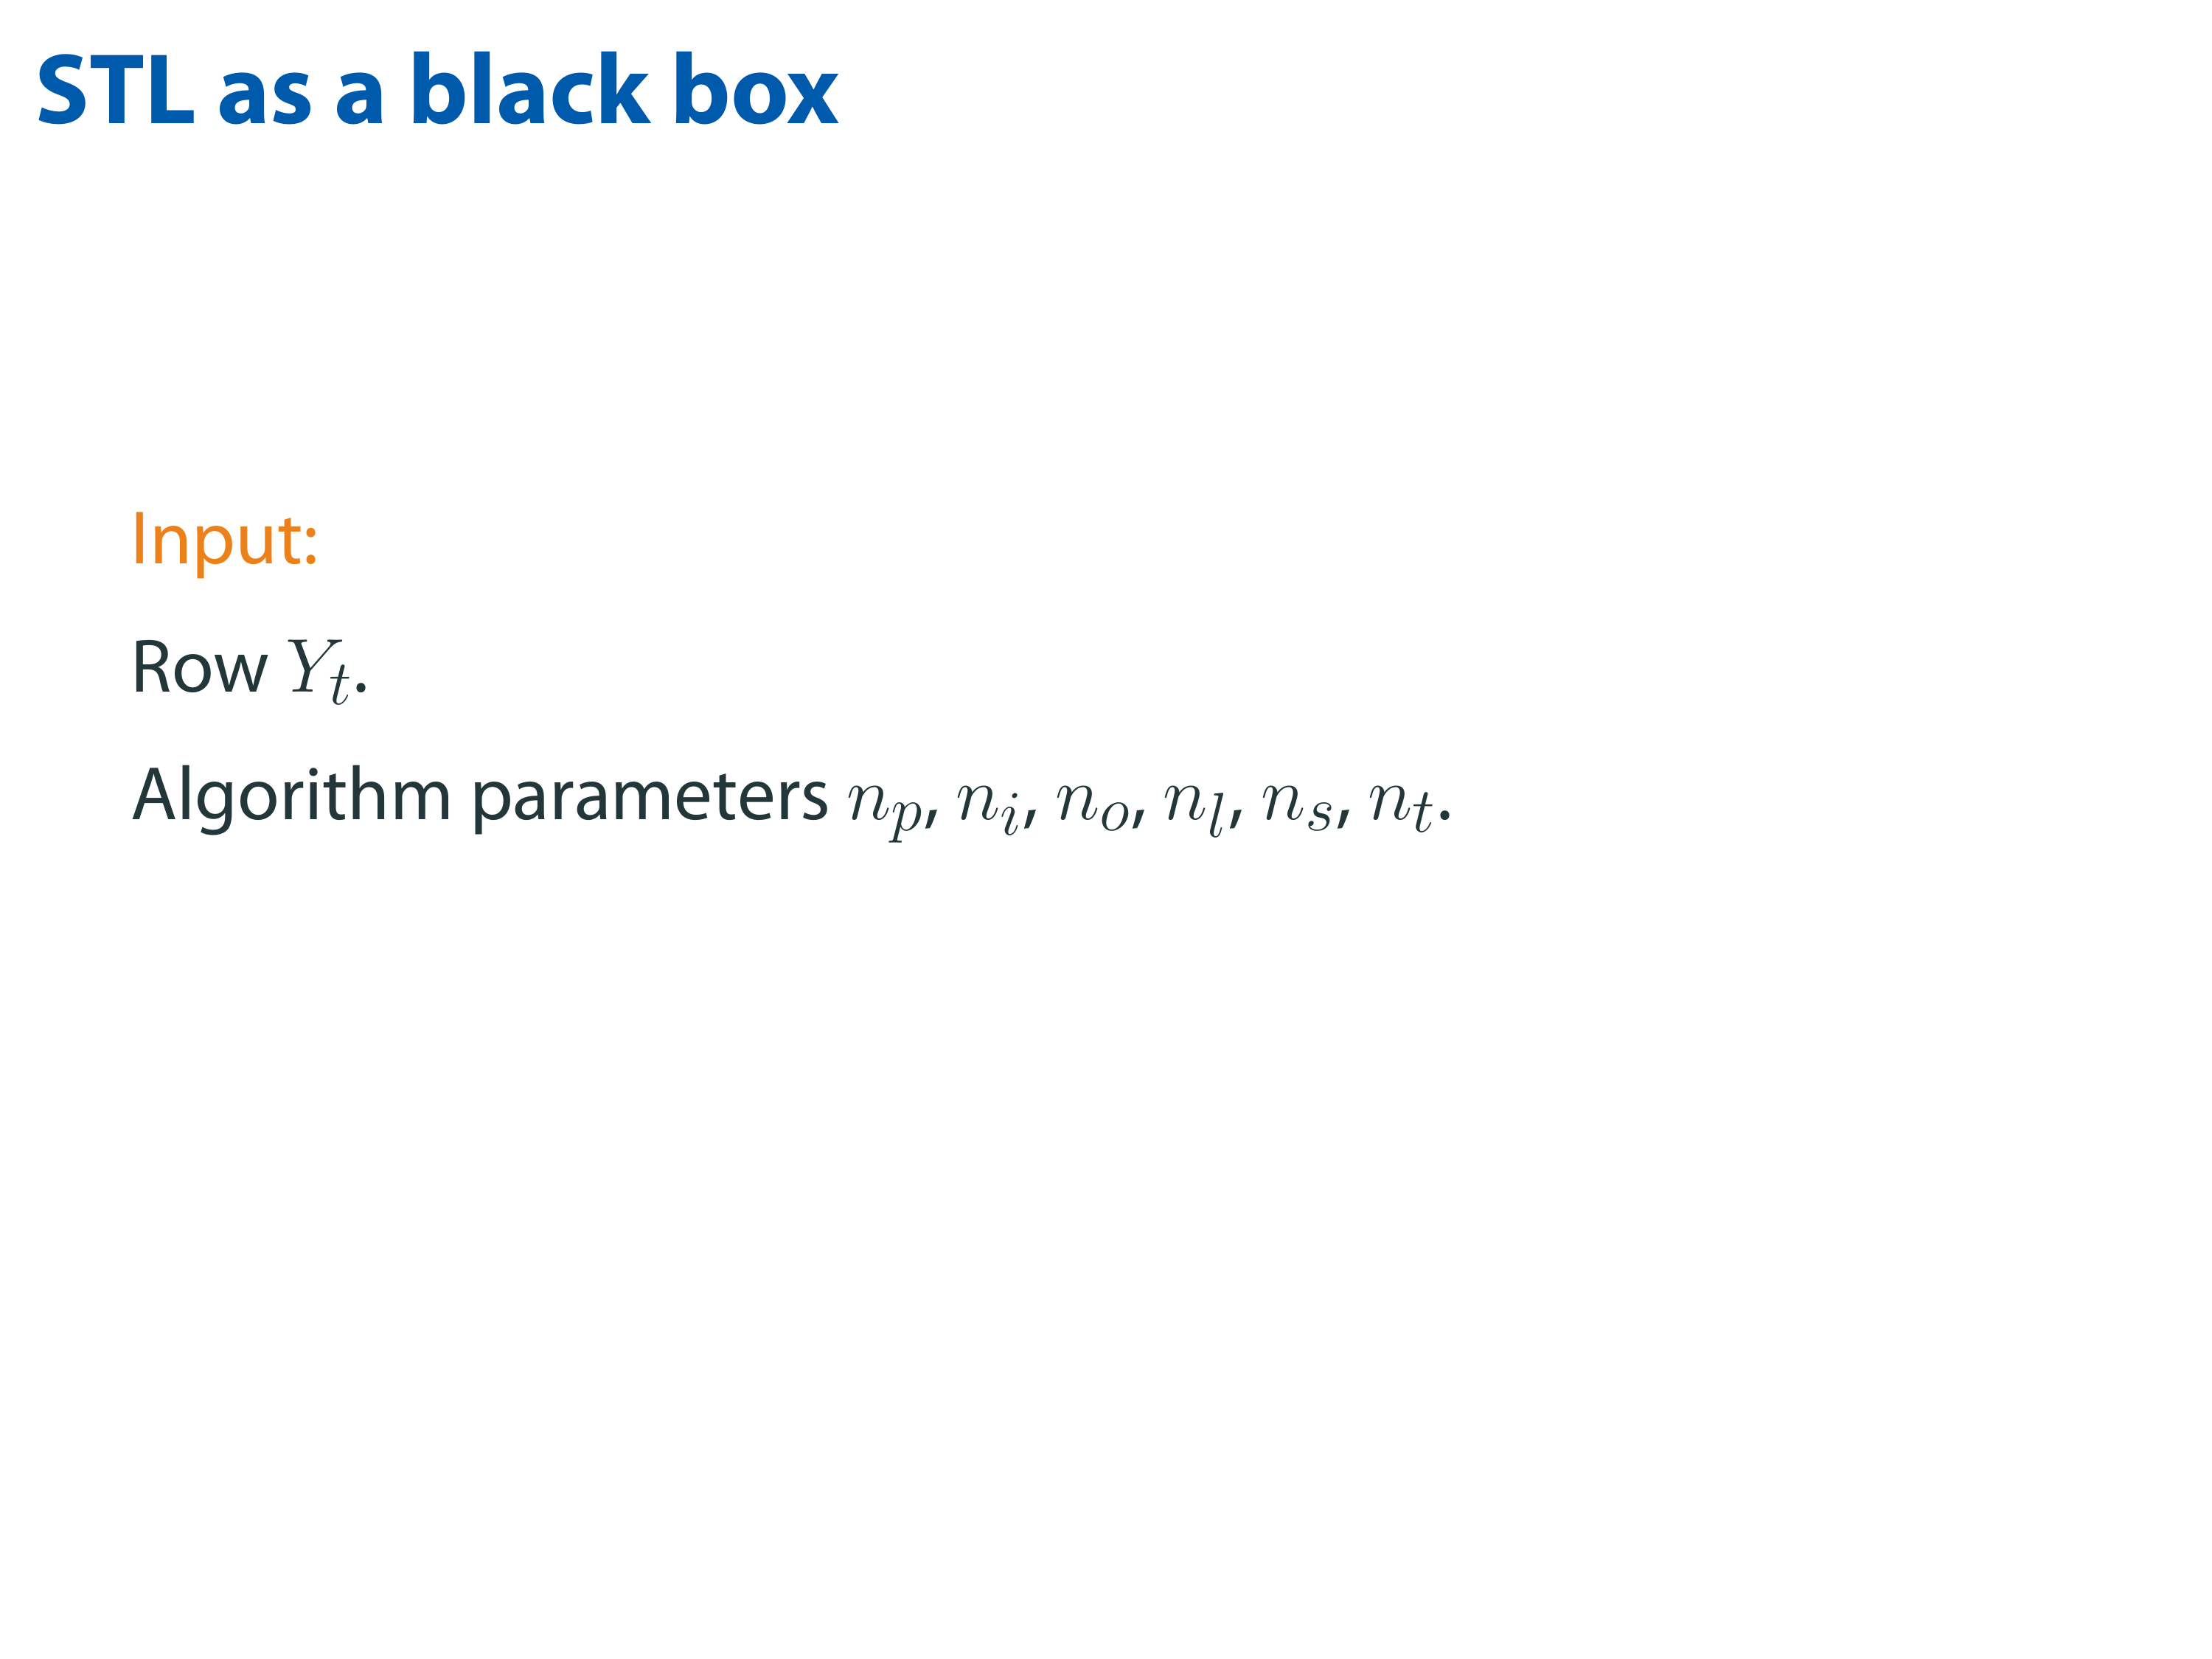 STL as a black box
Input:
Row $Y_t$.
Algorithm parameters $n_p$, $n_i$, $n_o$, $n_l$, $n_s$, $n_t$.